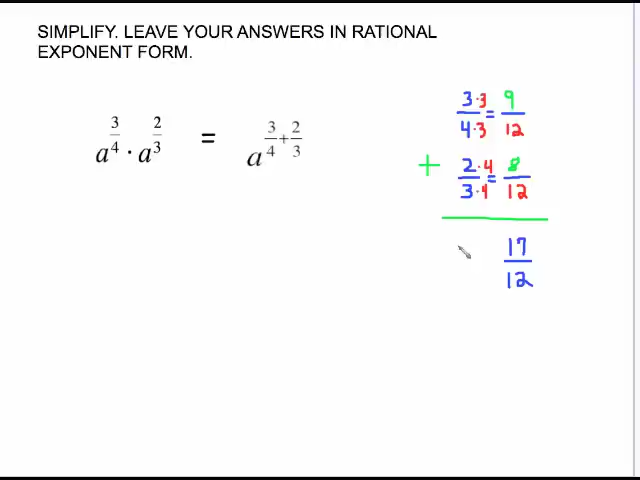 SIMPLIFY. LEAVE YOUR ANSWERS IN RATIONAL
EXPONENT FORM.
a^(3/4) · a^(2/3) = a^(3/4+2/3)
3·3/4·3 = 9/12
+ 2·4/3·4 = 8/12
17/12